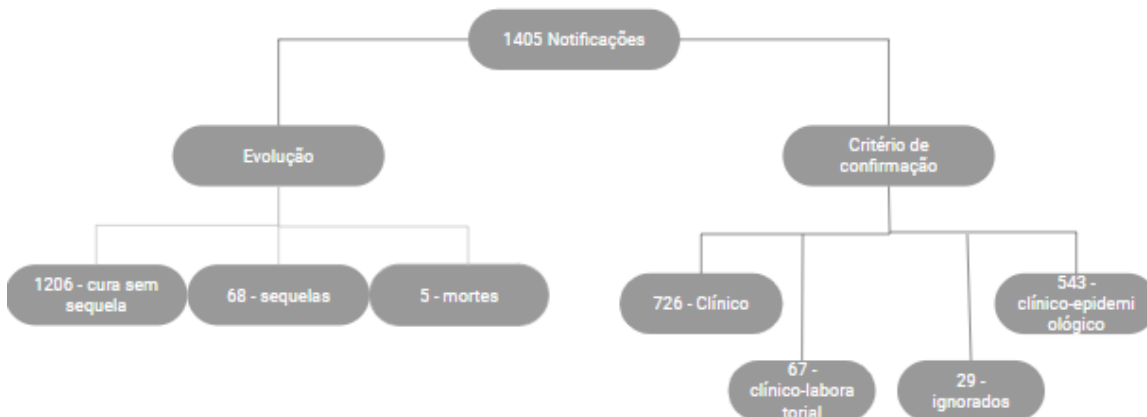 1405 Notificações
Evolução
Critério de
confirmação
1206 - cura sem
sequela
68 - sequelas
5 - mortes
726 - Clínico
543 -
clínico-epidemi
ológico
67 -
clínico-labora
torial
29 -
ignorados